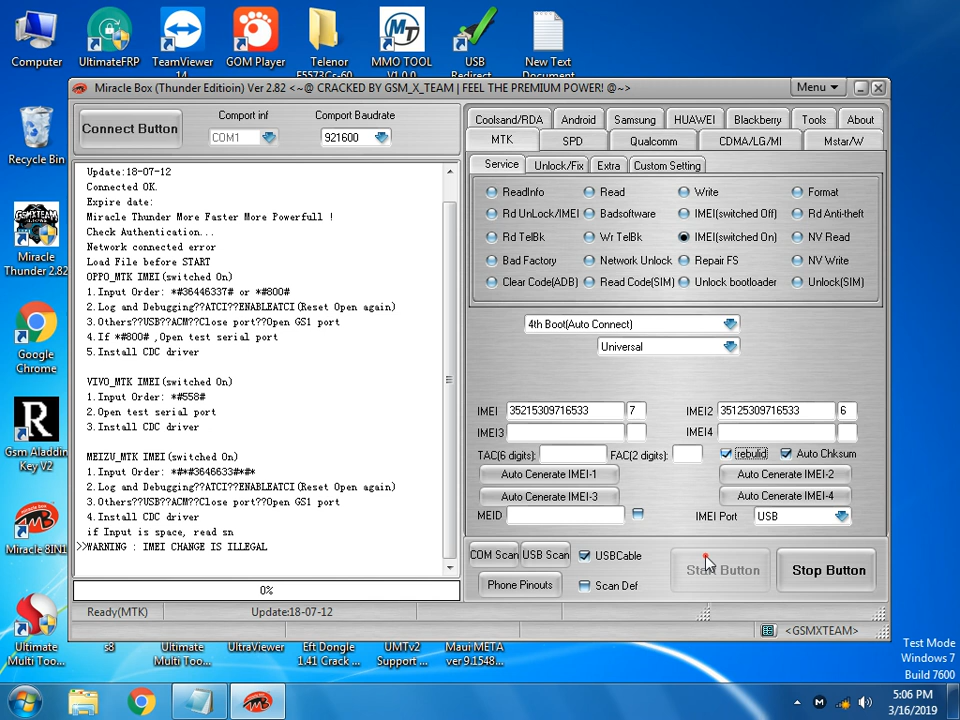 Computer
UltimateFRP
TeamViewer
14
GOM Player
Telenor
E5573Cs-60
MMO TOOL
V1.0.0
USB
Redirect
New Text
Document
Recycle Bin
GSMXTEAM
Miracle
Thunder 2.82
Google
Chrome
Gsm Aladdin
Key V2
Miracle 8IN1
Ultimate
Multi Too...
s8
Ultimate
Multi Too...
UltraViewer
Eft Dongle
1.41 Crack ...
UMTv2
Support ...
Maui META
ver 9.1548...
Miracle Box (Thunder Editioin) Ver 2.82 <~@ CRACKED BY GSM_X_TEAM | FEEL THE PREMIUM POWER! @~>
Menu
Connect Button
Comport inf
COM1
Comport Baudrate
921600
Update:18-07-12
Connected OK.
Expire date:
Miracle Thunder More Faster More Powerfull !
Check Authentication...
Network connected error
Load File before START
OPPO_MTK IMEI(switched On)
1.Input Order: *#36446337# or *#800#
2.Log and Debugging??ATCI??ENABLEATCI(Reset Open again)
3.Others??USB??ACM??Close port??Open GS1 port
4.If *#800# ,Open test serial port
5.Install CDC driver
VIVO_MTK IMEI(switched On)
1.Input Order: *#558#
2.Open test serial port
3.Install CDC driver
MEIZU_MTK IMEI(switched On)
1.Input Order: *#*#3646633#*#*
2.Log and Debugging??ATCI??ENABLEATCI(Reset Open again)
3.Others??USB??ACM??Close port??Open GS1 port
4.Install CDC driver
if Input is space, read sn
>>WARNING : IMEI CHANGE IS ILLEGAL
0%
Ready(MTK)
Update:18-07-12
Coolsand/RDA Android Samsung HUAWEI Blackberry Tools About
MTK SPD Qualcomm CDMA/LG/MI Mstar/W
Service Unlock/Fix Extra Custom Setting
ReadInfo Read Write Format
Rd UnLock/IMEI Badsoftware IMEI(switched Off) Rd Anti-theft
Rd TelBk Wr TelBk IMEI(switched On) NV Read
Bad Factory Network Unlock Repair FS NV Write
Clear Code(ADB) Read Code(SIM) Unlock bootloader Unlock(SIM)
4th Boot(Auto Connect)
Universal
IMEI 35215309716533 7 IMEI2 35125309716533 6
IMEI3 IMEI4
TAC(6 digits): FAC(2 digits): rebulid Auto Chksum
Auto Cenerate IMEI-1 Auto Cenerate IMEI-2
Auto Cenerate IMEI-3 Auto Cenerate IMEI-4
MEID IMEI Port USB
COM Scan USB Scan USBCable
Phone Pinouts Scan Def
Start Button Stop Button
<GSMXTEAM>
Test Mode
Windows 7
Build 7600
5:06 PM
3/16/2019